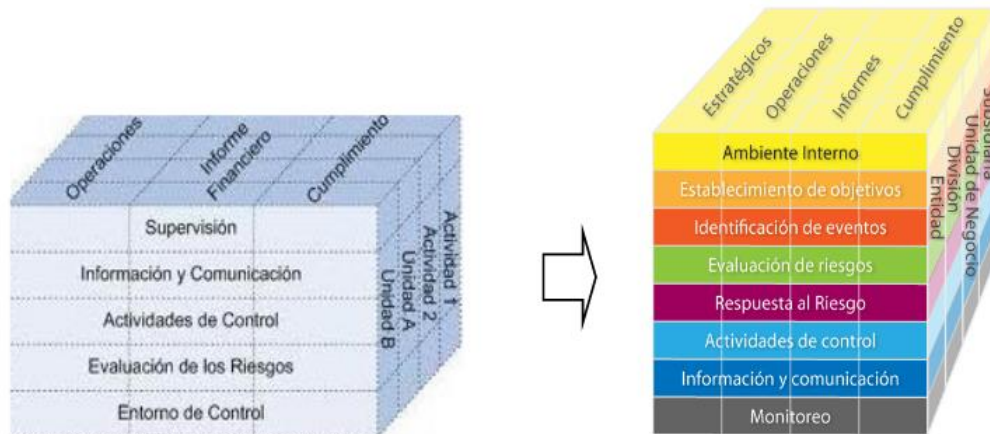 Operaciones
Informe
Financiero
Cumplimiento
Supervisión
Información y Comunicación
Actividades de Control
Evaluación de los Riesgos
Entorno de Control
Unidad B
Unidad A
Actividad 2
Actividad 1
Estratégicos
Operaciones
Informes
Cumplimiento
Ambiente Interno
Establecimiento de objetivos
Identificación de eventos
Evaluación de riesgos
Respuesta al Riesgo
Actividades de control
Información y comunicación
Monitoreo
Entidad
División
Unidad de Negocio
Subsidiaria